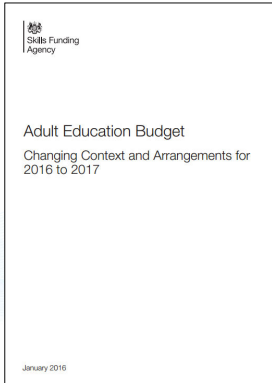 Skills Funding
Agency
Adult Education Budget
Changing Context and Arrangements for
2016 to 2017
January 2016